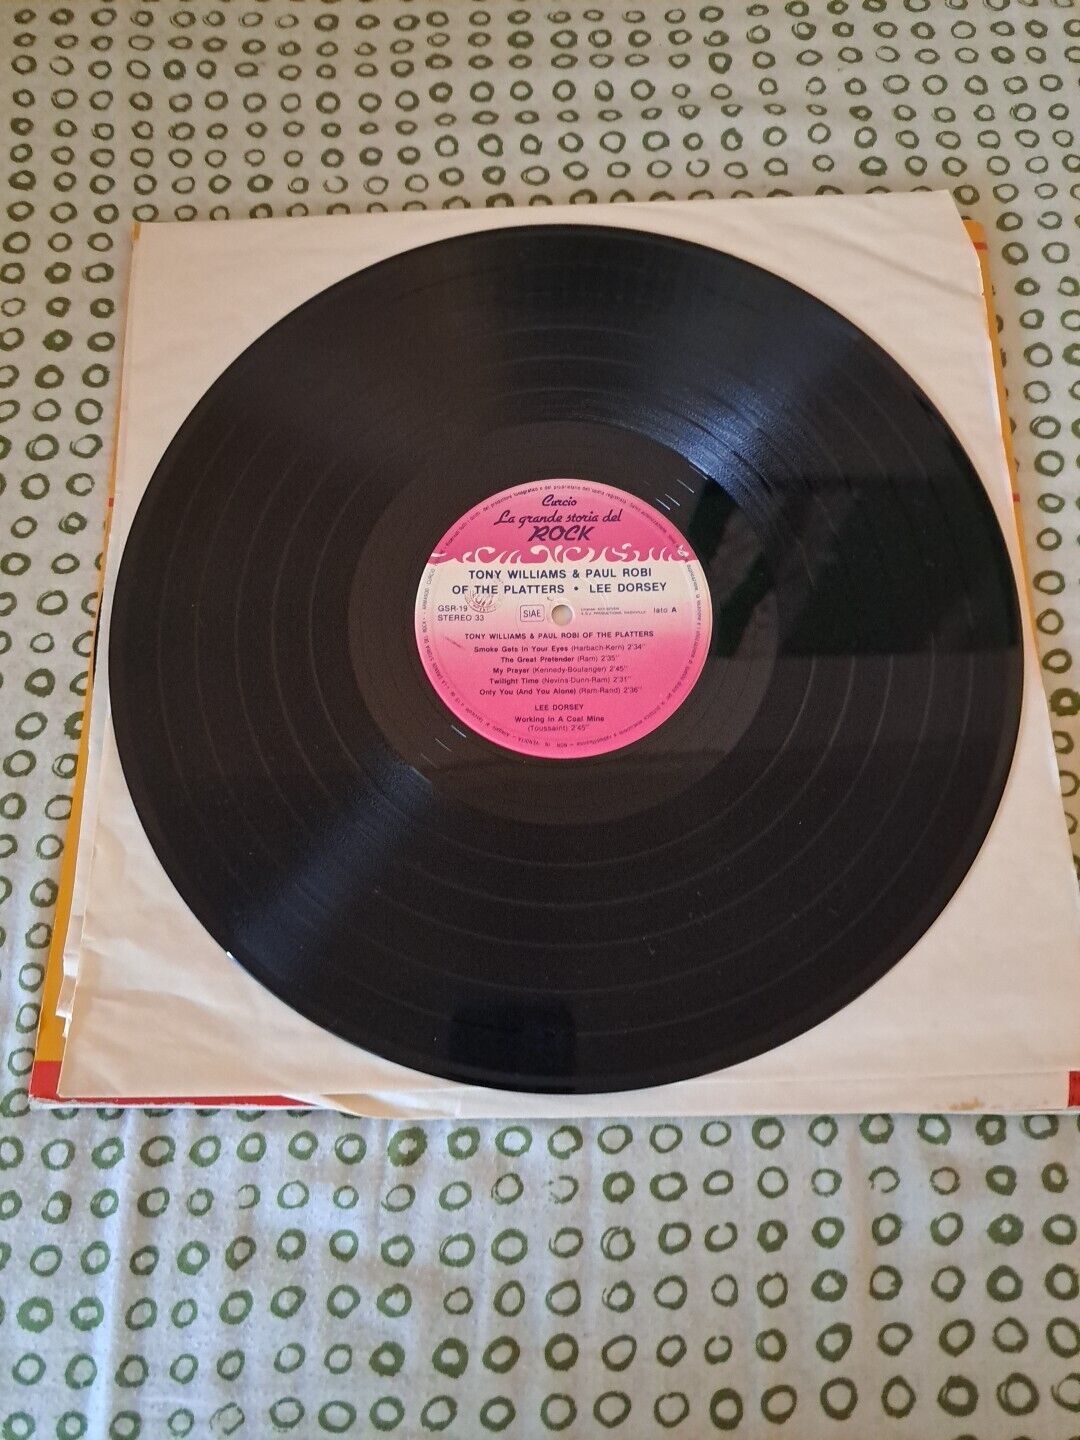 Curcio
La grande storia del
ROCK
TONY WILLIAMS & PAUL ROBI
OF THE PLATTERS • LEE DORSEY
GSR-19
STEREO 33
SIAE
lato A
TONY WILLIAMS & PAUL ROBI OF THE PLATTERS
Smoke Gets in Your Eyes (Harbach-Kern) 2'34"
The Great Pretender (Ram) 2'35"
My Prayer (Kennedy-Boulanger) 2'45"
Twilight Time (Nevins-Dunn-Ram) 2'31"
Only You (And You Alone) (Ram-Rand) 2'36"
LEE DORSEY
Working in A Coal Mine
(Toussaint) 2'45"